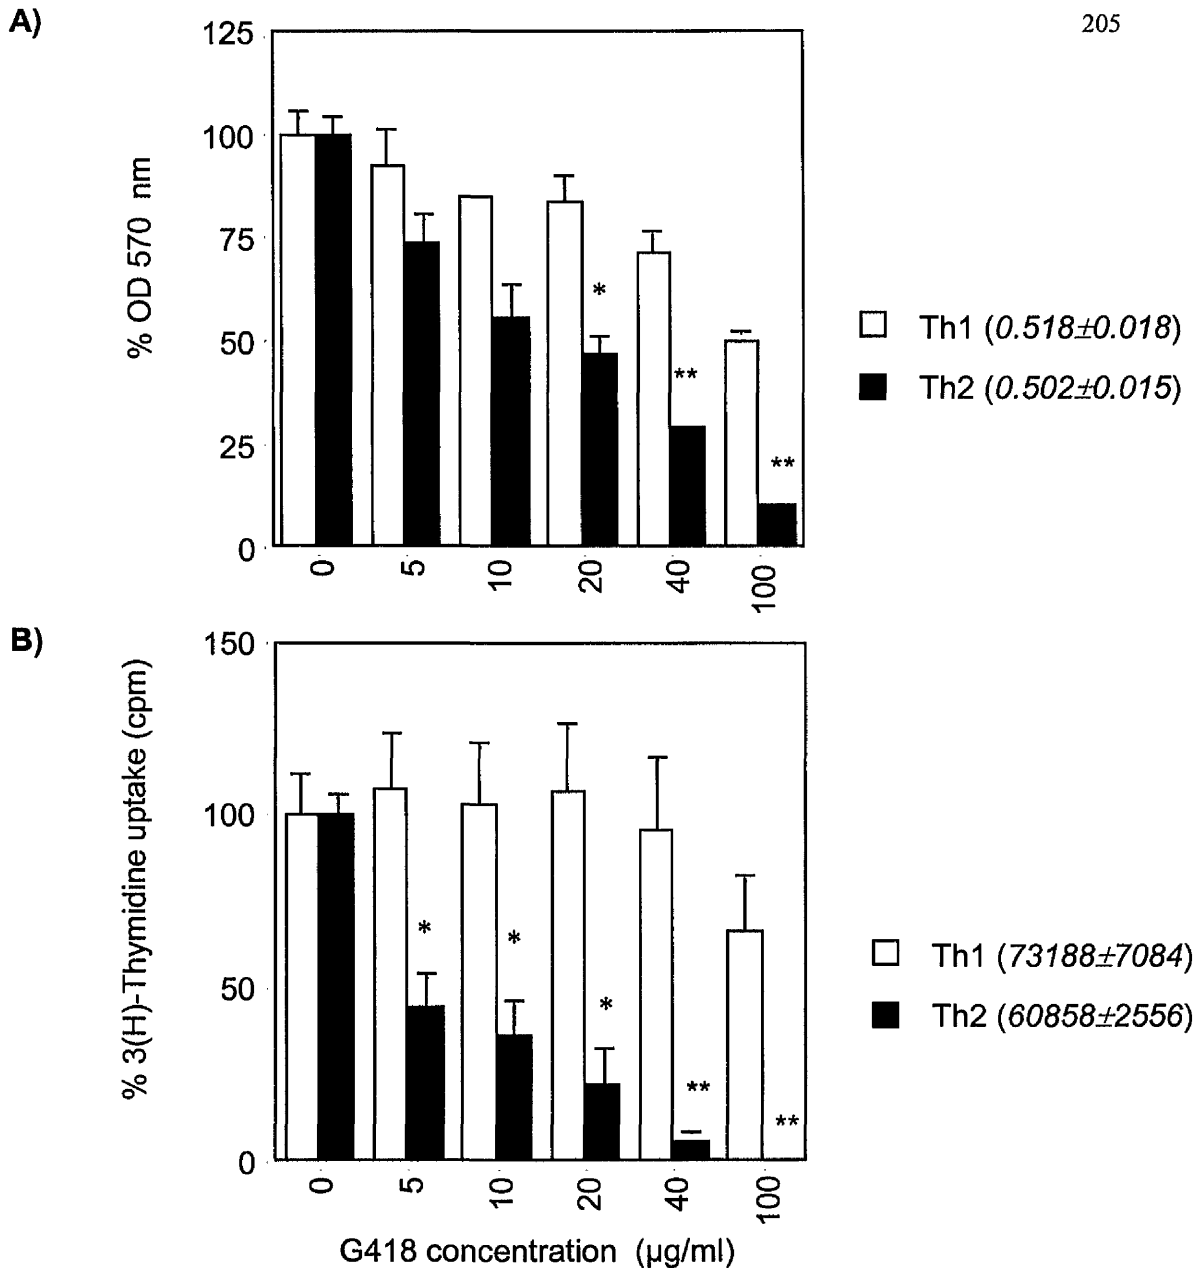 A)
205
% OD 570 nm
125
100
75
50
25
0
*
**
**
0 5 10 20 40 100
Th1 (0.518±0.018)
Th2 (0.502±0.015)
B)
% 3(H)-Thymidine uptake (cpm)
150
100
50
0
*
*
*
**
**
0 5 10 20 40 100
G418 concentration (µg/ml)
Th1 (73188±7084)
Th2 (60858±2556)